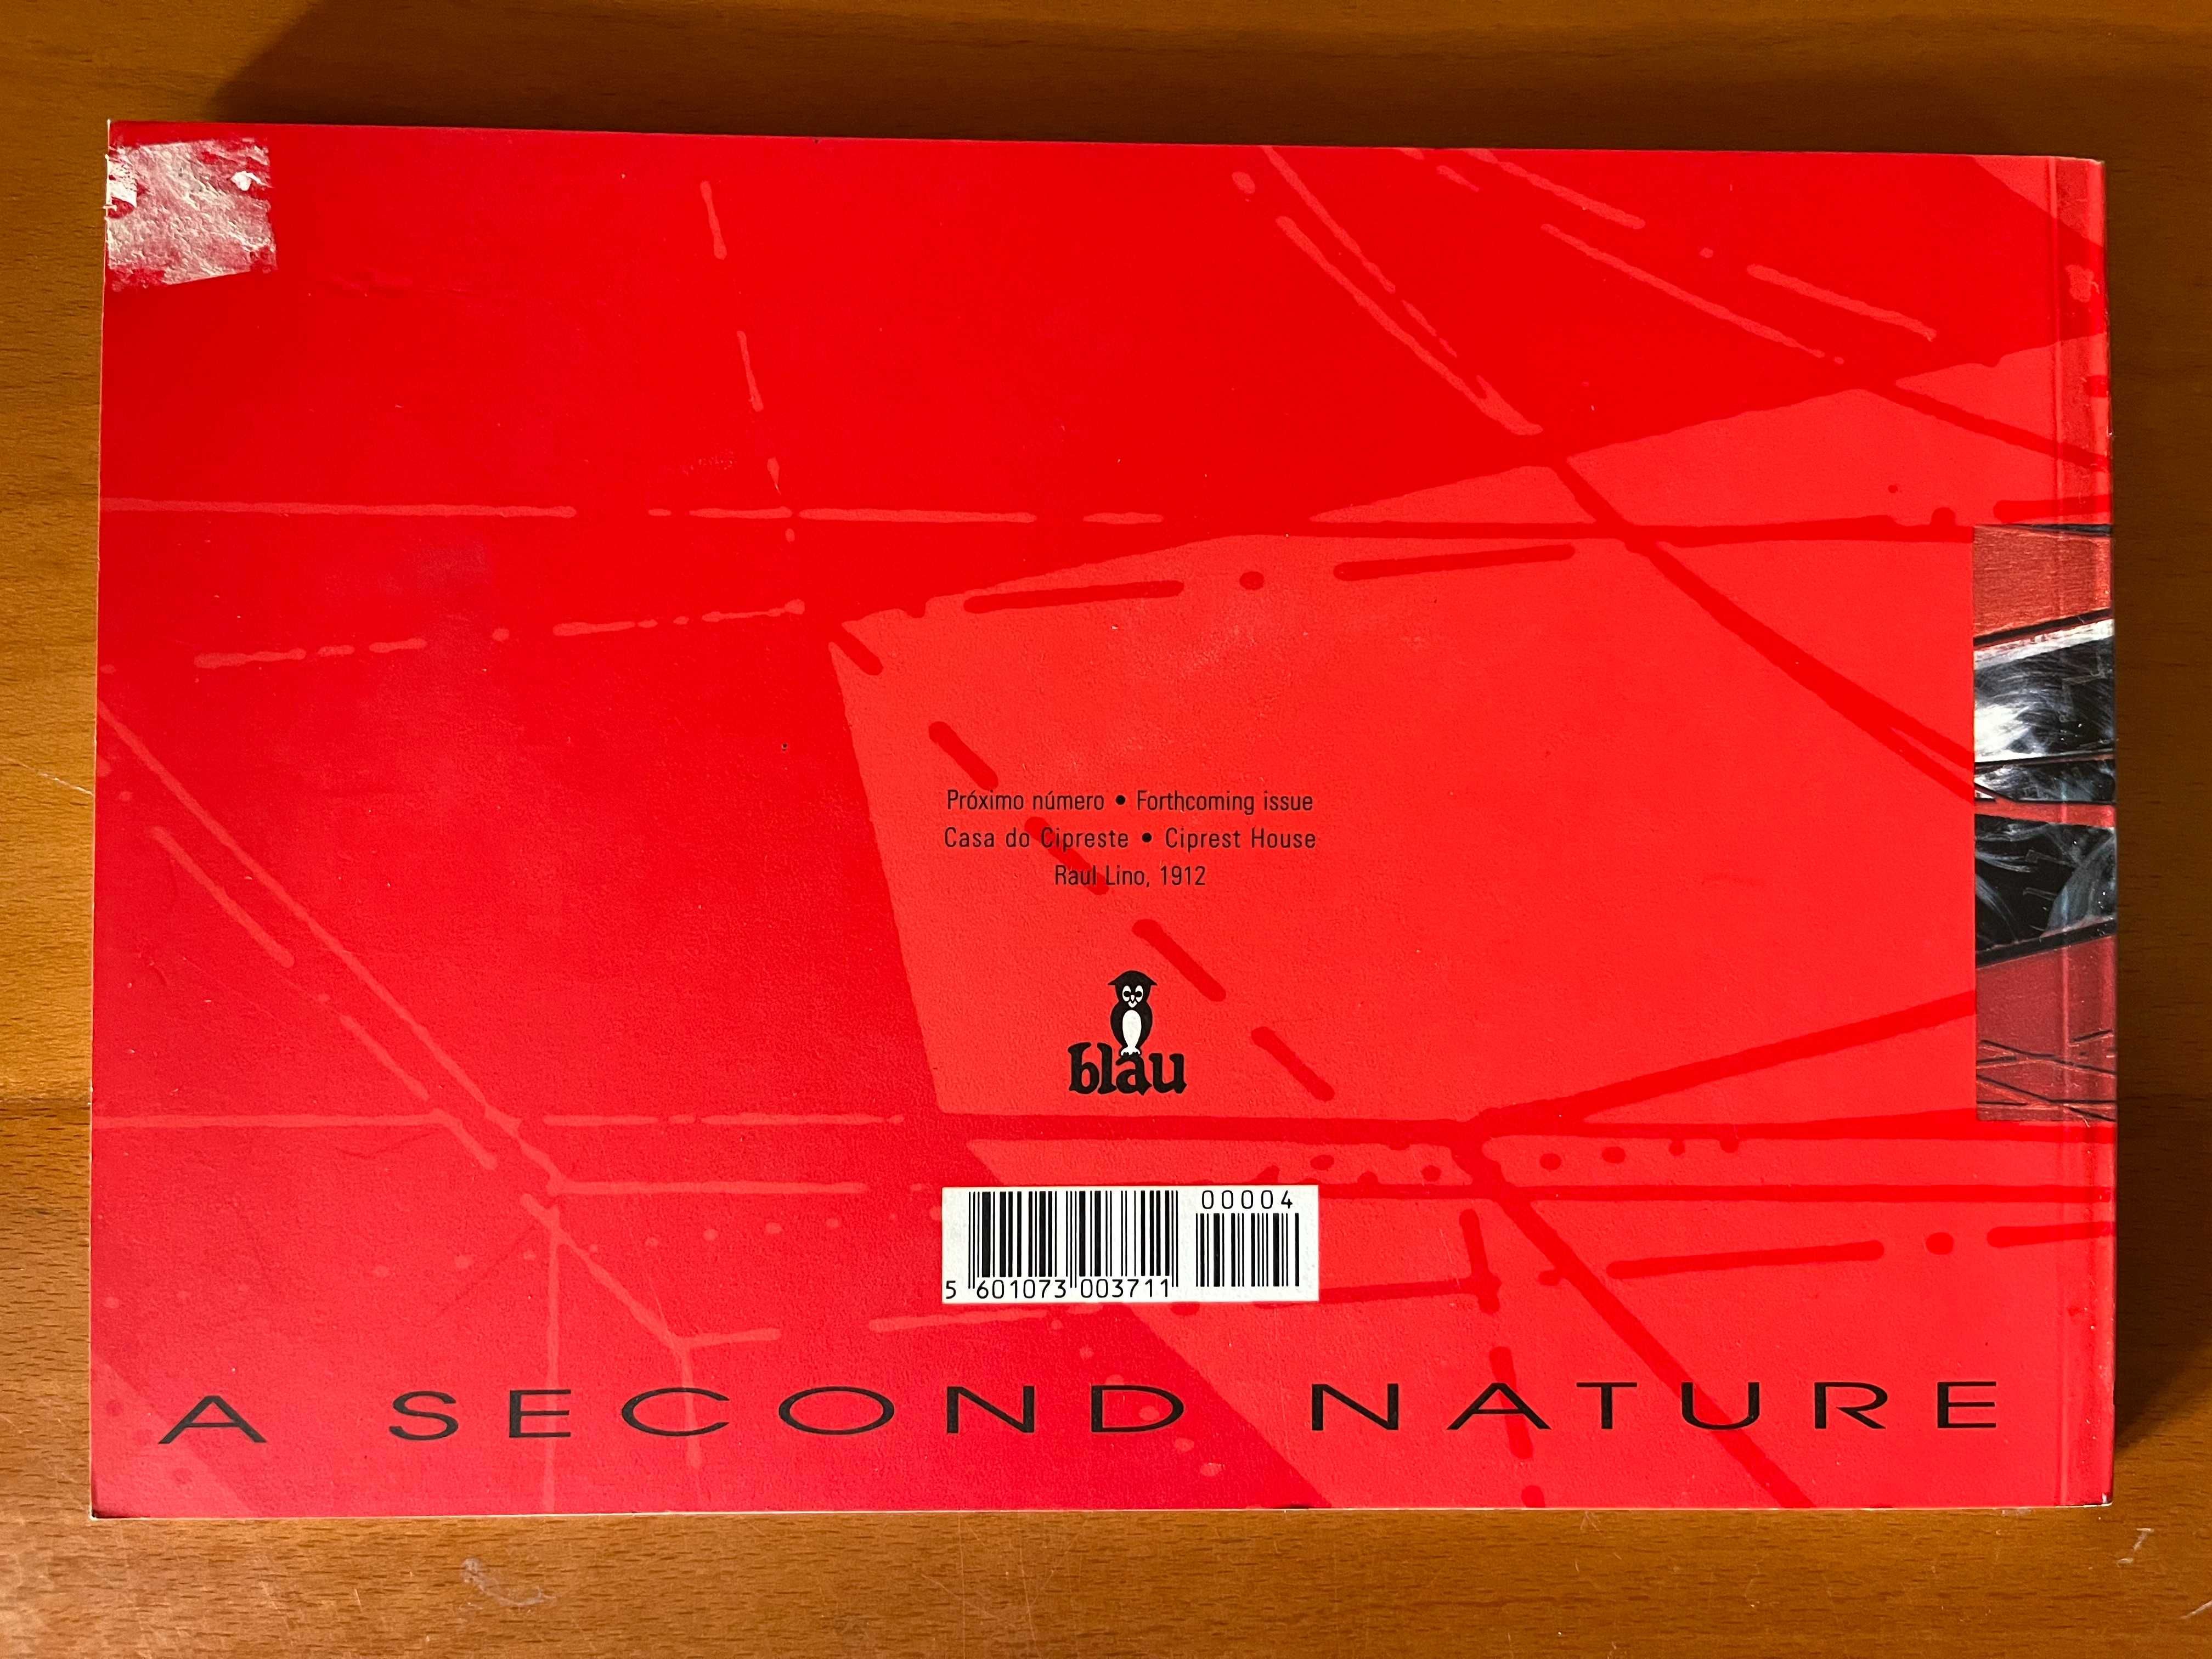 Próximo número • Forthcoming issue
Casa do Cipreste • Ciprest House
Raul Lino, 1912
blau
00004
5 601073 003711
A SECOND NATURE